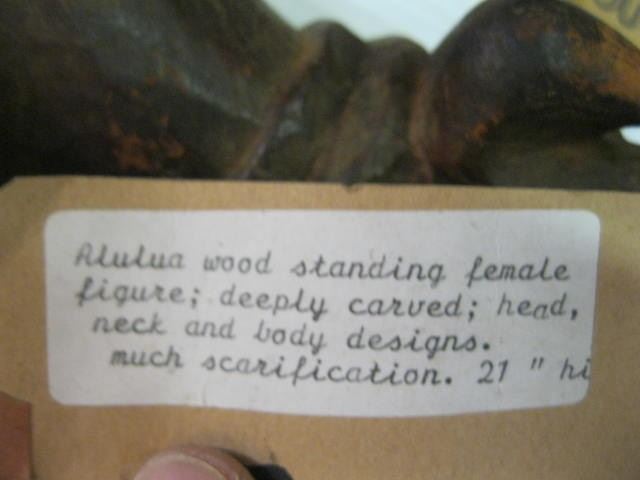 Alulua wood standing female
figure; deeply carved; head,
neck and body designs.
much scarification. 21 " hi